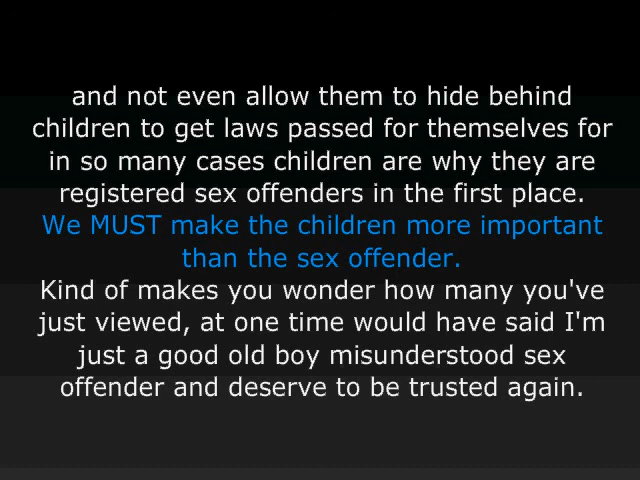 and not even allow them to hide behind
children to get laws passed for themselves for
in so many cases children are why they are
registered sex offenders in the first place.
We MUST make the children more important
than the sex offender.
Kind of makes you wonder how many you've
just viewed, at one time would have said I'm
just a good old boy misunderstood sex
offender and deserve to be trusted again.